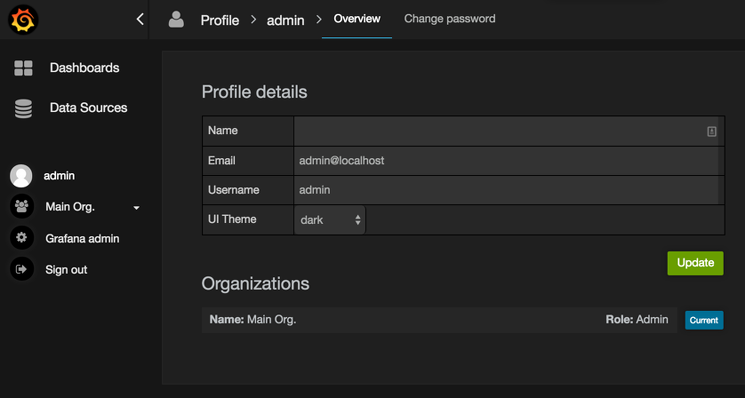 Profile > admin > Overview Change password
Dashboards
Data Sources
admin
Main Org.
Grafana admin
Sign out
Profile details
Name
Email admin@localhost
Username admin
UI Theme dark
Update
Organizations
Name: Main Org. Role: Admin Current